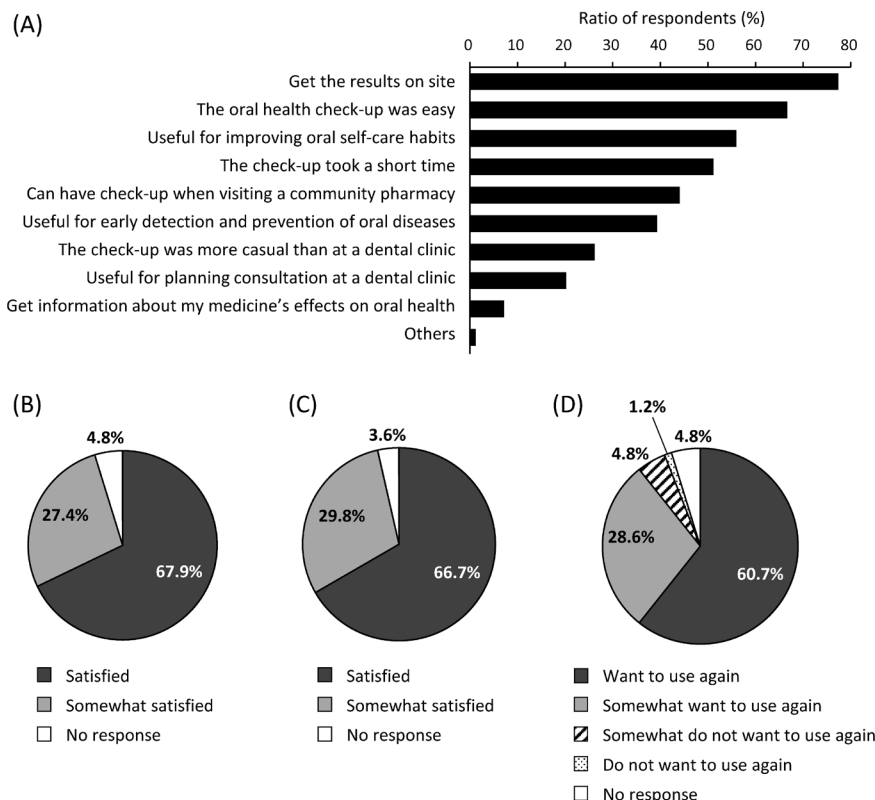 (A)
Ratio of respondents (%)
0 10 20 30 40 50 60 70 80
Get the results on site
The oral health check-up was easy
Useful for improving oral self-care habits
The check-up took a short time
Can have check-up when visiting a community pharmacy
Useful for early detection and prevention of oral diseases
The check-up was more casual than at a dental clinic
Useful for planning consultation at a dental clinic
Get information about my medicine’s effects on oral health
Others
(B)
4.8%
27.4%
67.9%
Satisfied
Somewhat satisfied
No response
(C)
3.6%
29.8%
66.7%
Satisfied
Somewhat satisfied
No response
(D)
1.2%
4.8%
4.8%
28.6%
60.7%
Want to use again
Somewhat want to use again
Somewhat do not want to use again
Do not want to use again
No response